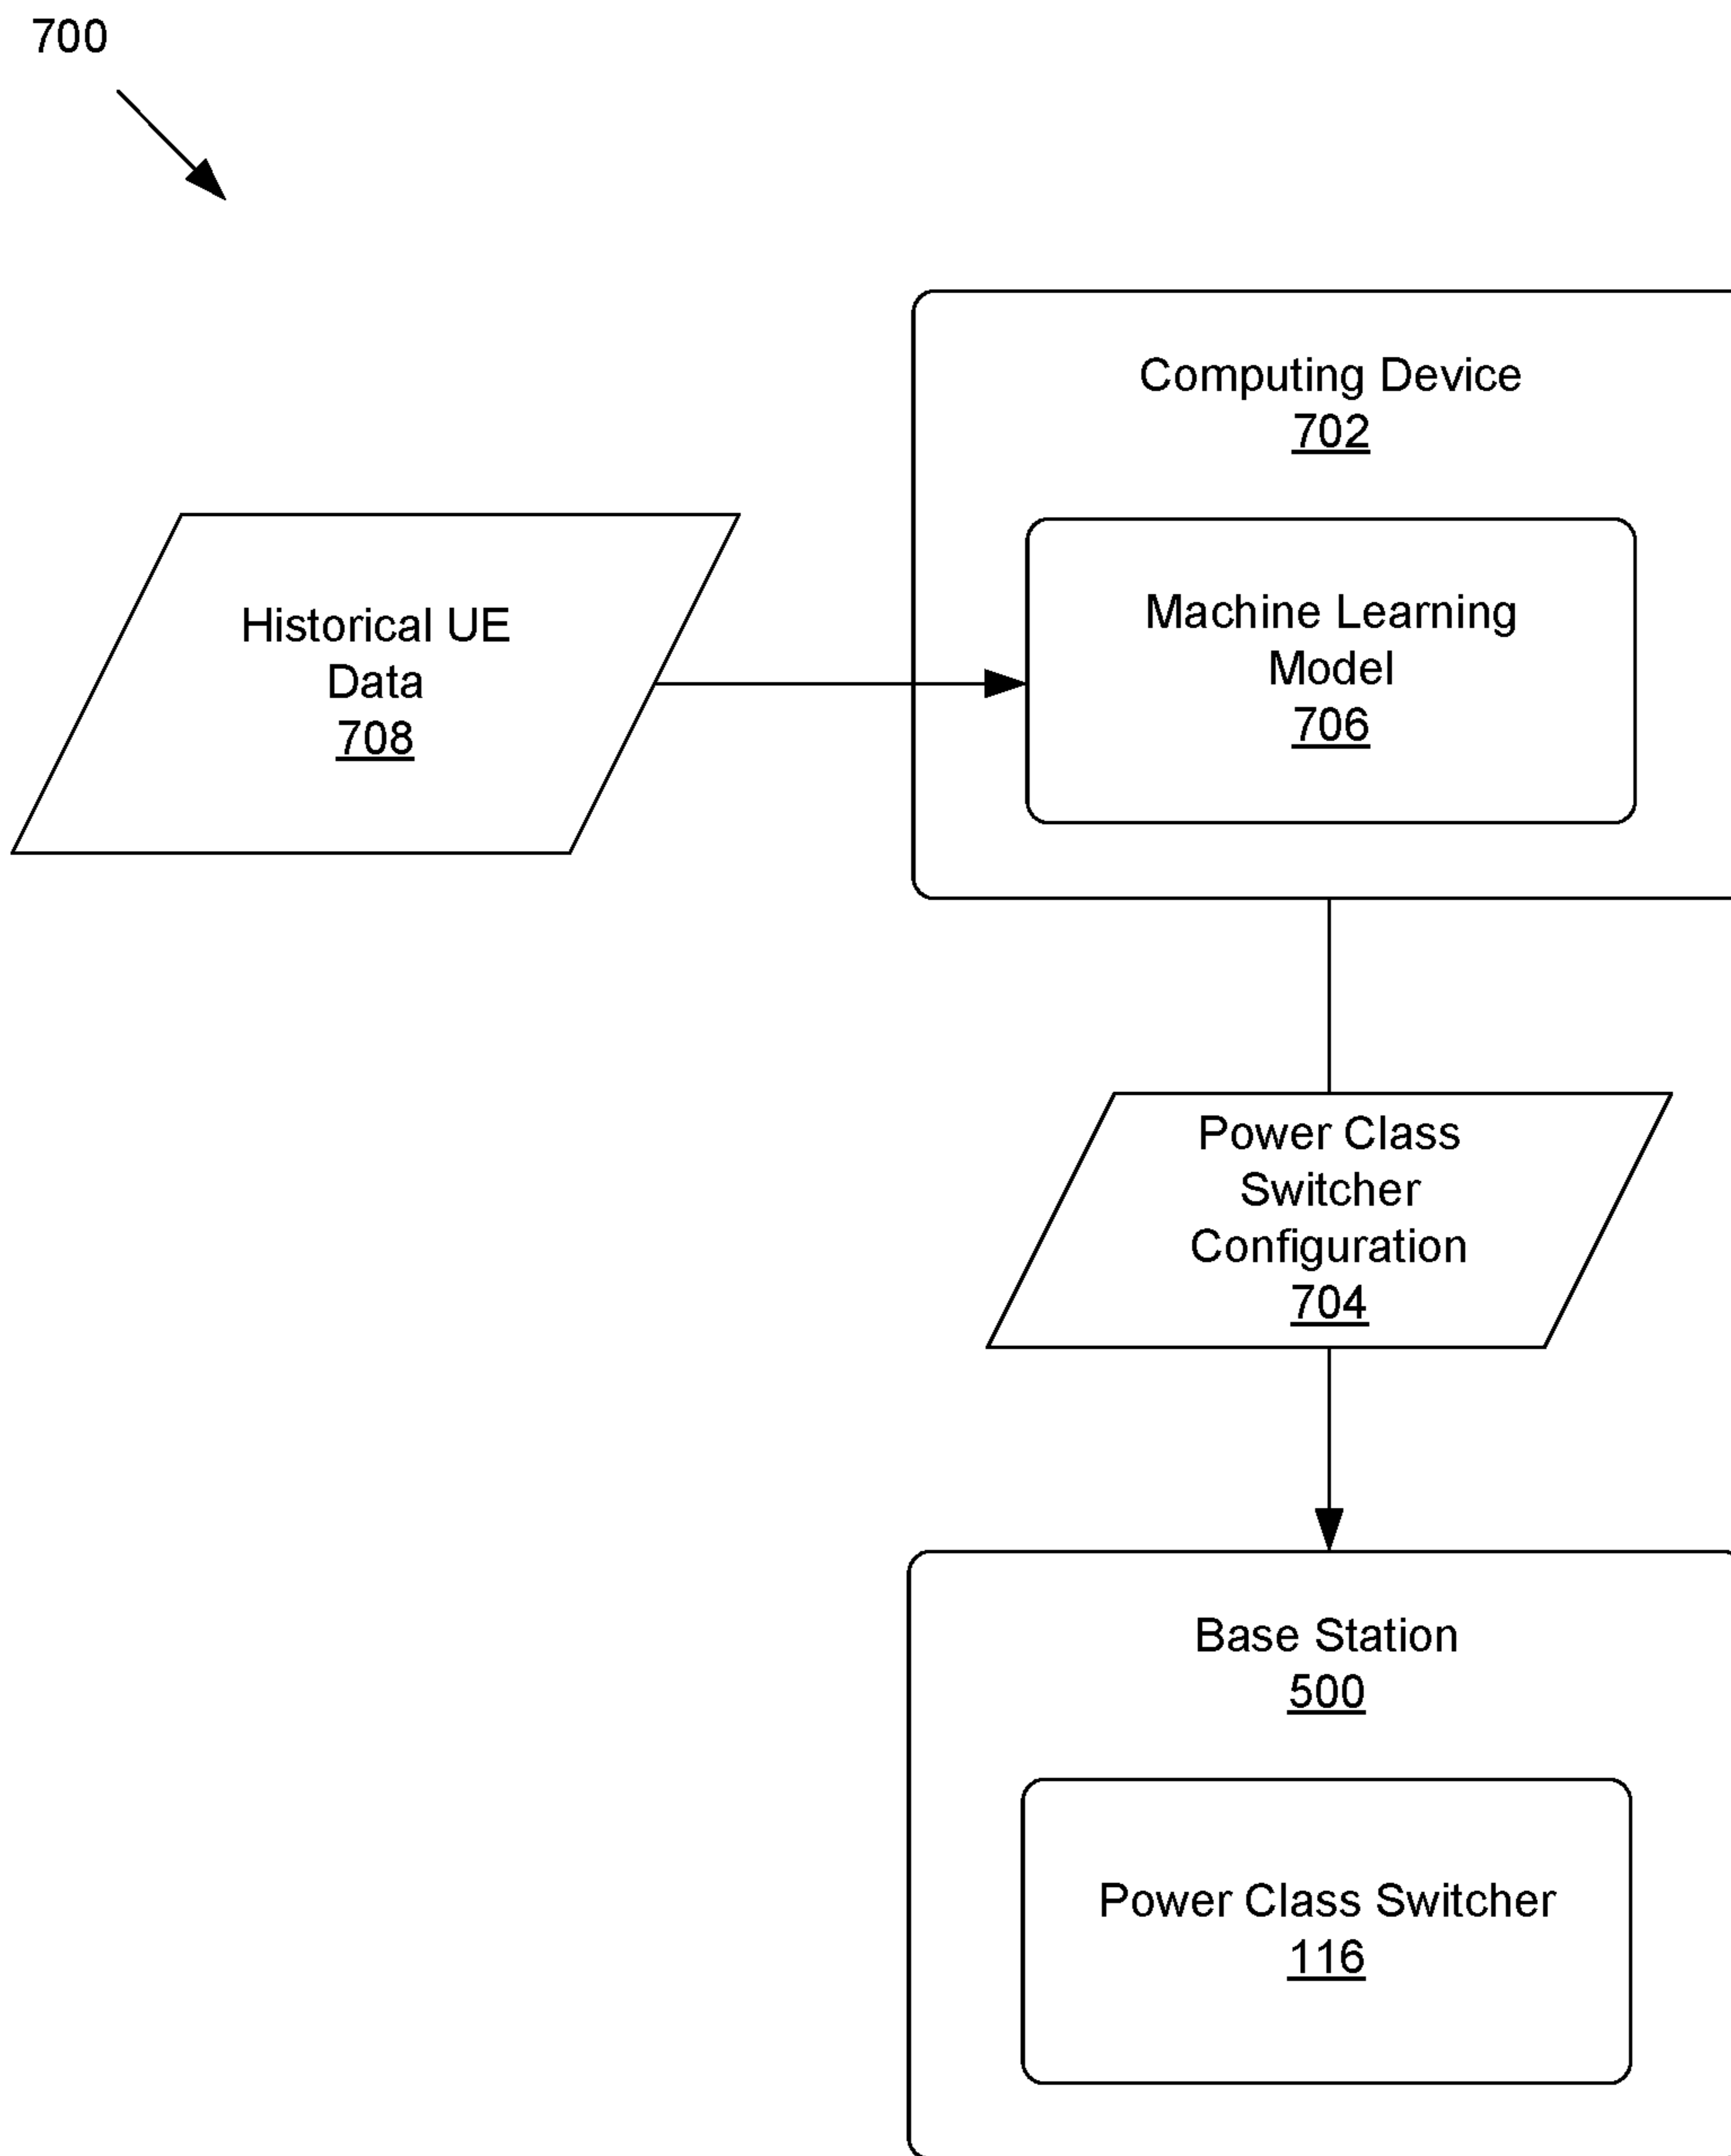 700
Computing Device
702
Historical UE
Data
708
Machine Learning
Model
706
Power Class
Switcher
Configuration
704
Base Station
500
Power Class Switcher
116